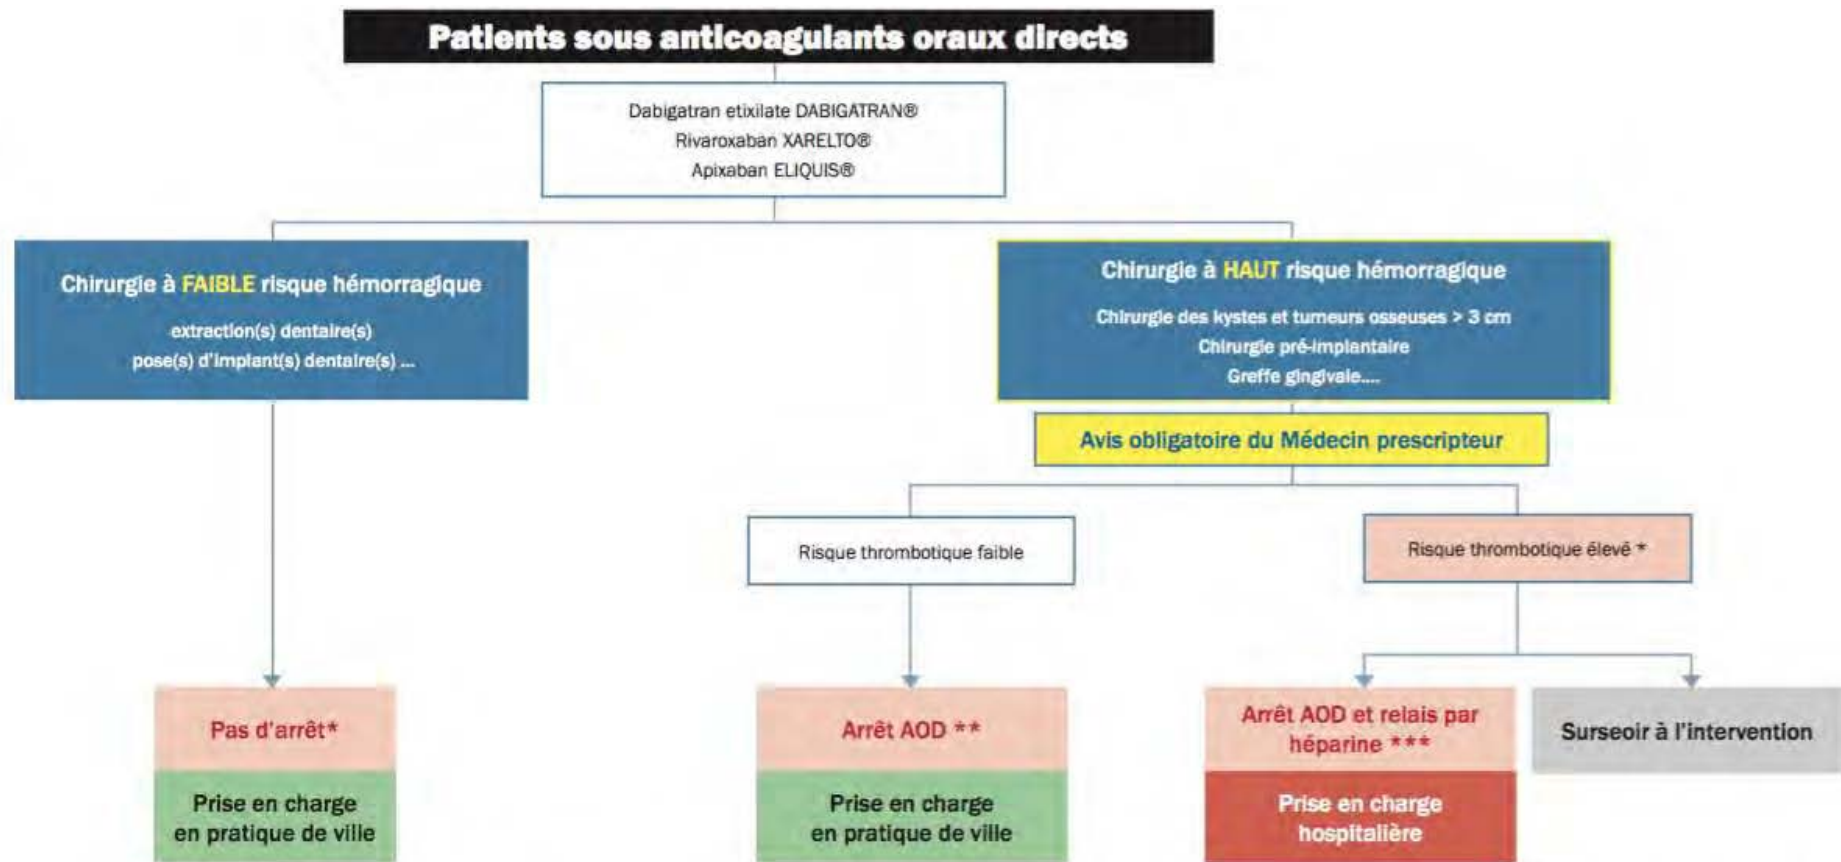 Patients sous anticoagulants oraux directs
Dabigatran etixilate DABIGATRAN®
Rivaroxaban XARELTO®
Apixaban ELIQUIS®
Chirurgie à FAIBLE risque hémorragique
extraction(s) dentaire(s)
pose(s) d'implant(s) dentaire(s) ...
Chirurgie à HAUT risque hémorragique
Chirurgie des kystes et tumeurs osseuses > 3 cm
Chirurgie pré-implantaire
Greffe gingivale....
Avis obligatoire du Médecin prescripteur
Risque thrombotique faible
Risque thrombotique élevé *
Pas d'arrêt*
Prise en charge
en pratique de ville
Arrêt AOD **
Prise en charge
en pratique de ville
Arrêt AOD et relais par
héparine ***
Prise en charge
hospitalière
Surseoir à l'intervention